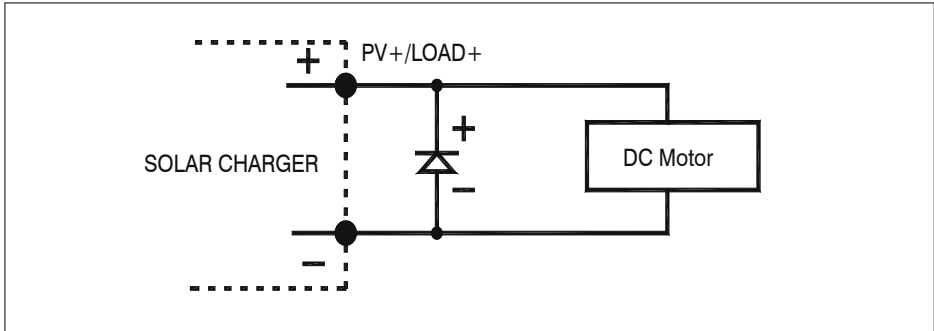 PV+/LOAD+
+
+
SOLAR CHARGER
DC Motor
−
−